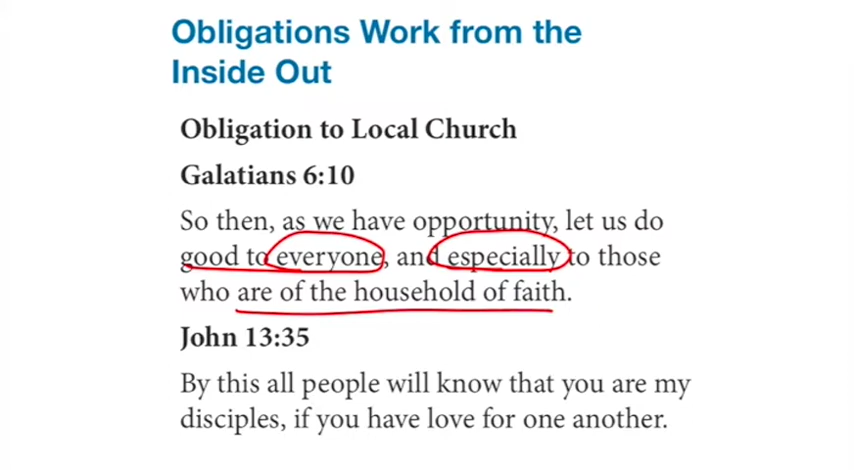 Obligations Work from the
Inside Out
Obligation to Local Church
Galatians 6:10
So then, as we have opportunity, let us do
good to everyone, and especially to those
who are of the household of faith.
John 13:35
By this all people will know that you are my
disciples, if you have love for one another.